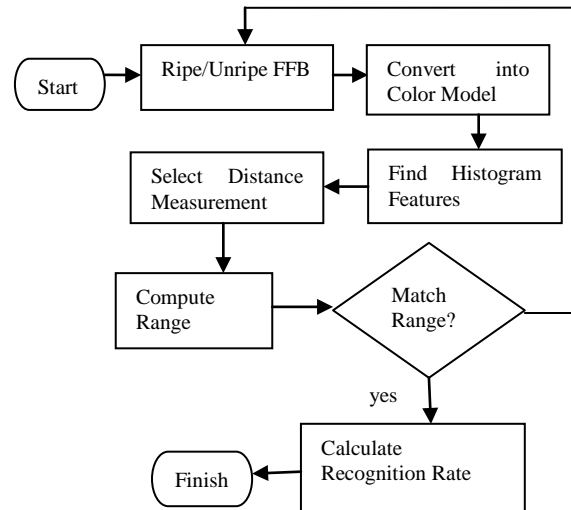 Start
Ripe/Unripe FFB
Convert into
Color Model
Select Distance
Measurement
Find Histogram
Features
Compute
Range
Match
Range?
yes
Calculate
Recognition Rate
Finish